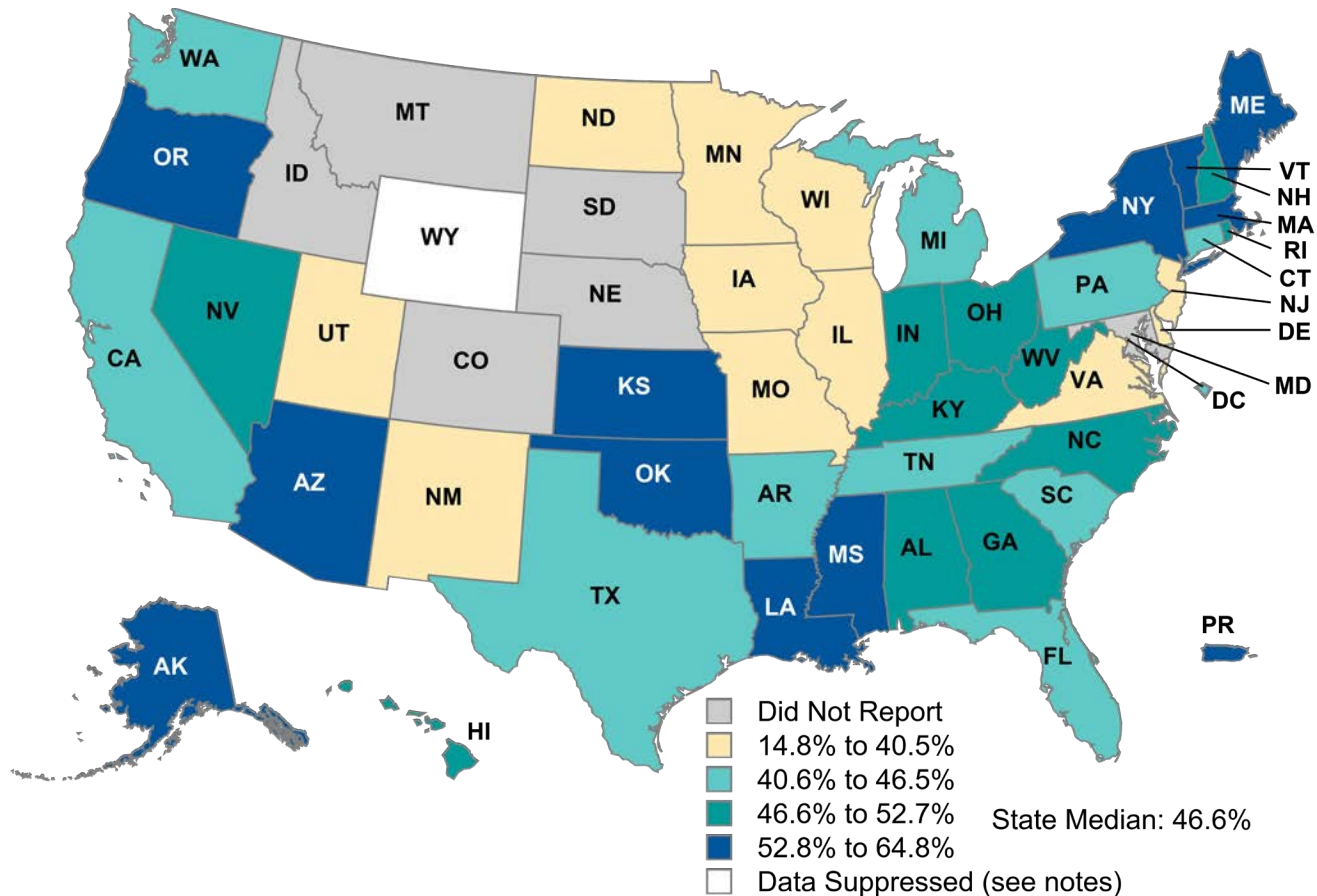 WA
MT
ND
MN
ME
OR
ID
SD
WI
VT
NH
NY
MA
WY
MI
RI
CT
NE
IA
PA
NJ
NV
UT
CO
IL
IN
OH
DE
CA
KS
MO
WV
VA
MD
DC
KY
NC
AZ
NM
OK
AR
TN
SC
MS
AL
GA
TX
LA
PR
FL
AK
HI
Did Not Report
14.8% to 40.5%
40.6% to 46.5%
46.6% to 52.7%
State Median: 46.6%
52.8% to 64.8%
Data Suppressed (see notes)